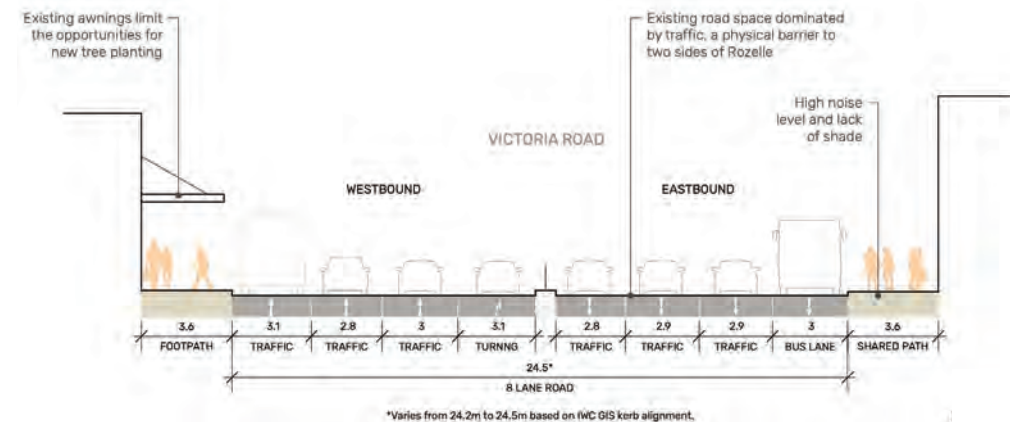 Existing awnings limit
the opportunities for
new tree planting
Existing road space dominated
by traffic, a physical barrier to
two sides of Rozelle
High noise
level and lack
of shade
VICTORIA ROAD
WESTBOUND
EASTBOUND
3.6 3.1 2.8 3 3.1 2.8 2.9 2.9 3 3.6
FOOTPATH TRAFFIC TRAFFIC TRAFFIC TURNNG TRAFFIC TRAFFIC TRAFFIC BUS LANE SHARED PATH
24.5*
8 LANE ROAD
*Varies from 24.2m to 24.5m based on IWC GIS kerb alignment.